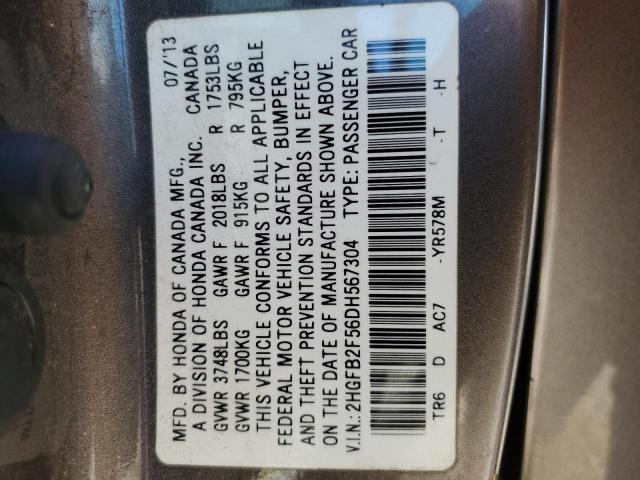 MFD. BY HONDA OF CANADA MFG., 07/'13
A DIVISION OF HONDA CANADA INC. CANADA
GVWR 3748LBS GAWR F 2018LBS R 1753LBS
GVWR 1700KG GAWR F 915KG R 795KG
THIS VEHICLE CONFORMS TO ALL APPLICABLE
FEDERAL MOTOR VEHICLE SAFETY, BUMPER,
AND THEFT PREVENTION STANDARDS IN EFFECT
ON THE DATE OF MANUFACTURE SHOWN ABOVE.
V.I.N.: 2HGFB2F56DH567304 TYPE: PASSENGER CAR
TR6 D AC7 -YR578M -T -H